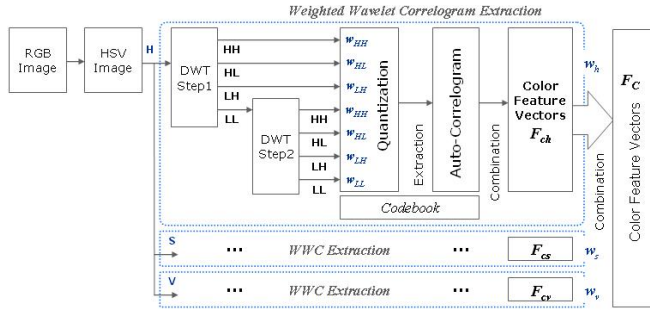 Weighted Wavelet Correlogram Extraction
RGB Image
HSV Image
H
DWT Step1
HH
HL
LH
LL
DWT Step2
HH
HL
LH
LL
w_HH
w_HL
w_LH
w_HH
w_HL
w_LH
w_LL
Quantization
Extraction
Auto-Correlogram
Combination
Codebook
Color Feature Vectors
F_ch
w_h
Combination
F_C
Color Feature Vectors
S
... WWC Extraction ...
F_cs
w_s
V
... WWC Extraction ...
F_cv
w_v